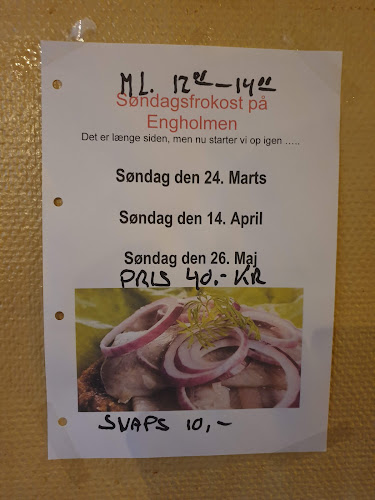 ML. 12⁰⁰-14⁰⁰
Søndagsfrokost på
Engholmen
Det er længe siden, men nu starter vi op igen .....
Søndag den 24. Marts
Søndag den 14. April
Søndag den 26. Maj
PRIS 40.- KR
SNAPS 10,-